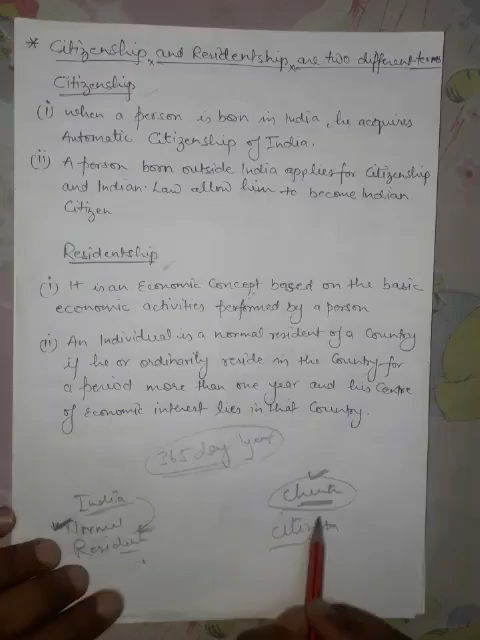 * Citizenship and Residentship are two different terms
Citizenship
(i) When a person is born in India, he acquires
Automatic Citizenship of India.
(ii) A person born outside India applies for Citizenship
and Indian Law allow him to become Indian
Citizen
Residentship
(i) It is an Economic Concept based on the basic
economic activities performed by a person
(ii) An Individual is a normal resident of a Country
if he or ordinarily reside in the Country for
a period more than one year and his Centre
of Economic interest lies in that Country.
365 day Year
India
Normal
Resident
citizen